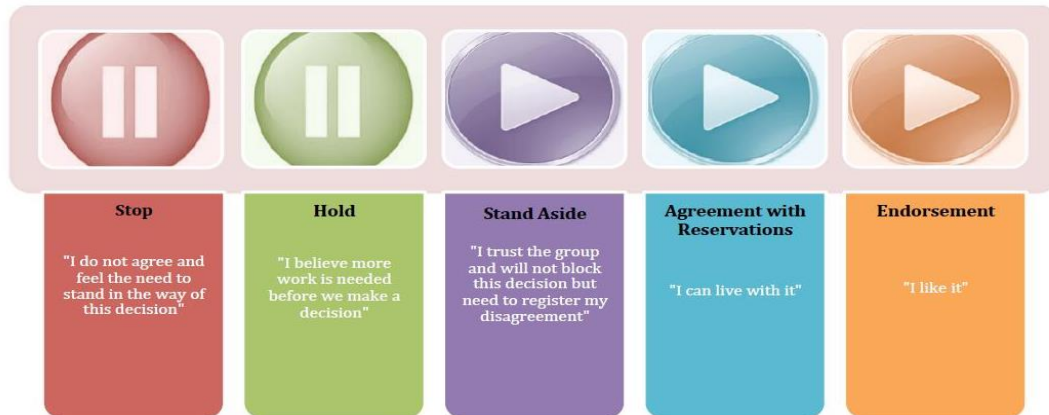 Stop
"I do not agree and
feel the need to
stand in the way of
this decision"
Hold
"I believe more
work is needed
before we make a
decision"
Stand Aside
"I trust the group
and will not block
this decision but
need to register my
disagreement"
Agreement with
Reservations
"I can live with it"
Endorsement
"I like it"